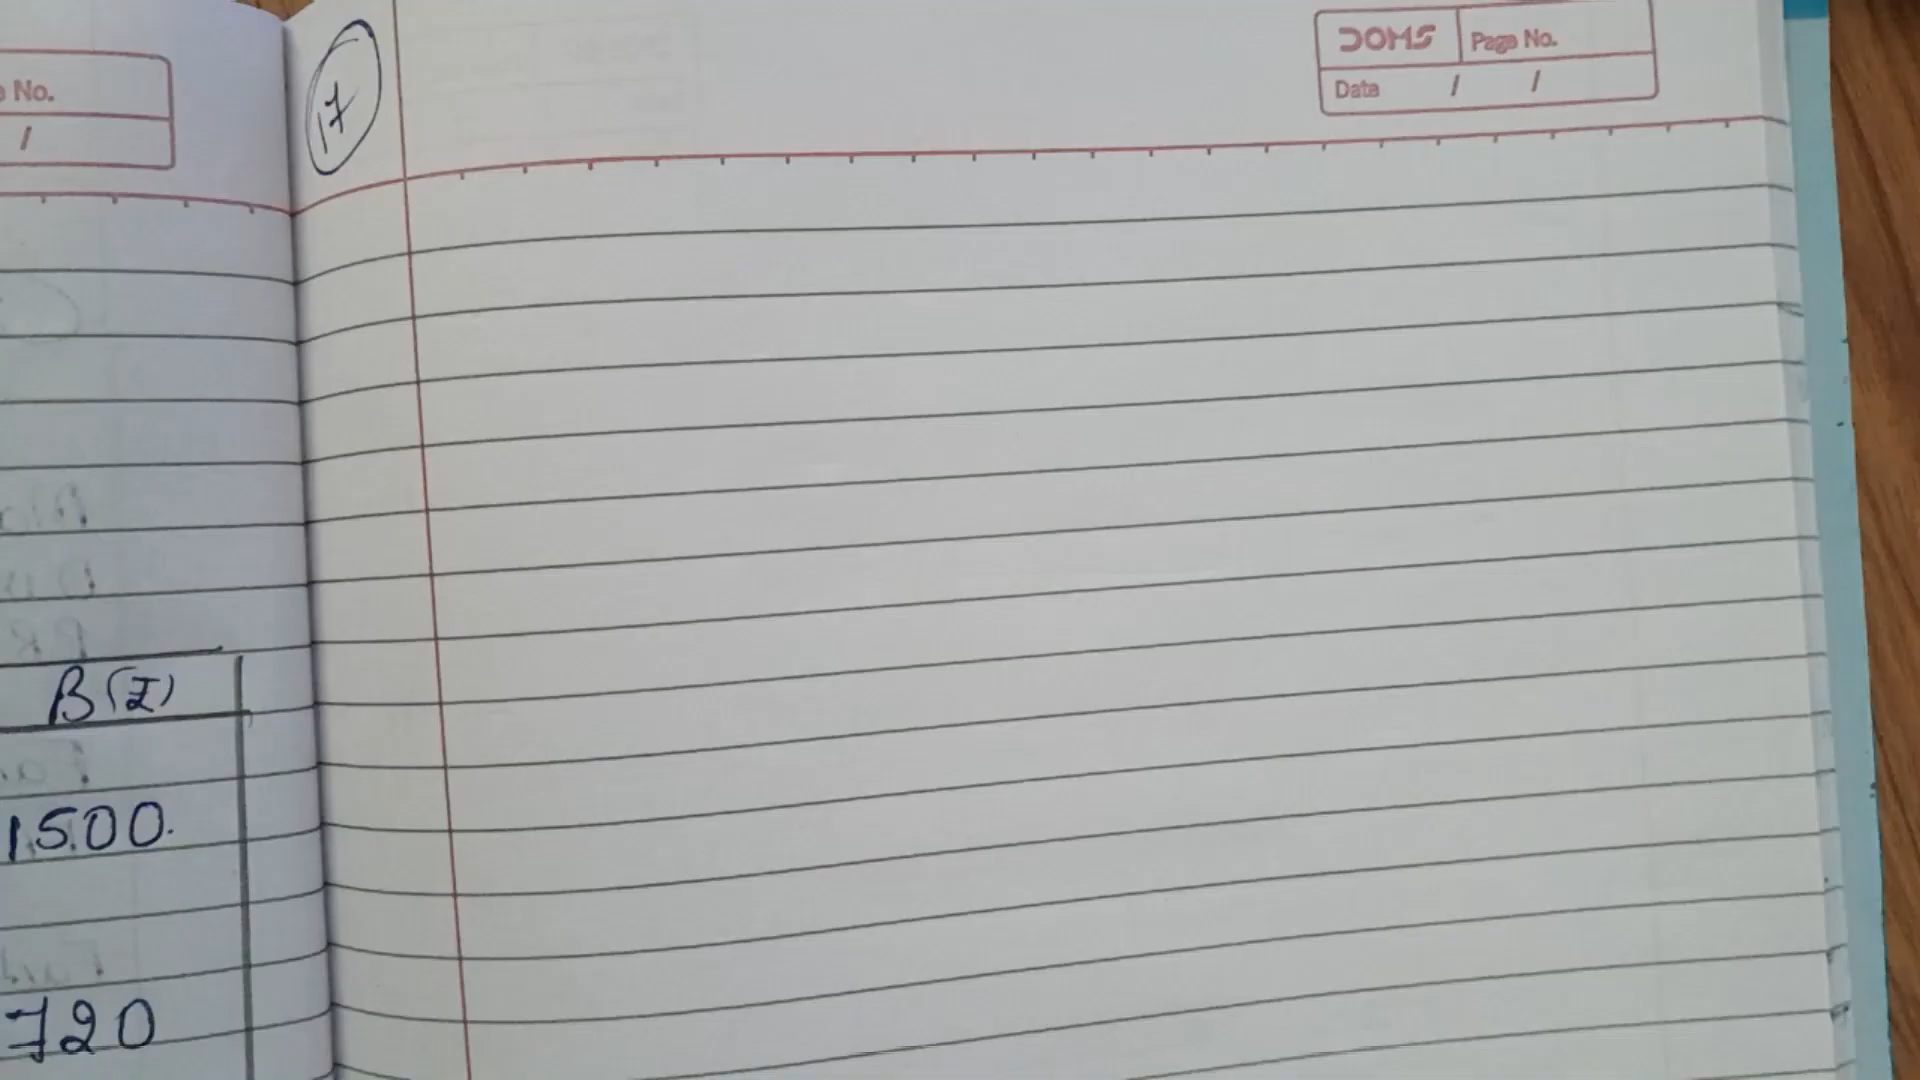 No.
/
B(₹)
1500.
720
17
DOMS Page No.
Date / /